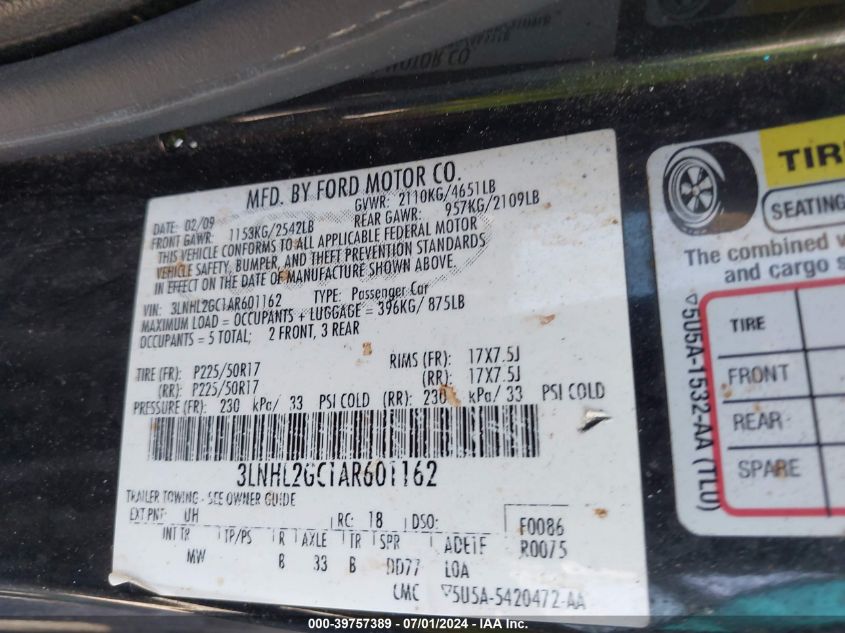 MOTOR CO
MFD. BY FORD MOTOR CO.
DATE: 02/09 GVWR: 2110KG/4651LB
FRONT GAWR: 1153KG/2542LB REAR GAWR: 957KG/2109LB
THIS VEHICLE CONFORMS TO ALL APPLICABLE FEDERAL MOTOR
VEHICLE SAFETY, BUMPER, AND THEFT PREVENTION STANDARDS
IN EFFECT ON THE DATE OF MANUFACTURE SHOWN ABOVE.
VIN: 3LNHL2GC1AR601162 TYPE: Passenger Car
MAXIMUM LOAD = OCCUPANTS + LUGGAGE = 396KG/ 875LB
OCCUPANTS = 5 TOTAL; 2 FRONT, 3 REAR
TIRE (FR): P225/50R17 RIMS (FR): 17X7.5J
(RR): P225/50R17 (RR): 17X7.5J
PRESSURE (FR): 230 kPa/ 33 PSI COLD (RR): 230 kPa/ 33 PSI COLD
3LNHL2GC1AR601162
TRAILER TOWING - SEE OWNER GUIDE
EXT PNT: UH RC: 18 DSO: F0086
INT TR TP/PS R AXLE TR SPR ADE1F R0075
MW B 33 B DD77 LOA
CMC ▽5U5A-5420472-AA
TIR
SEATING
The combined
and cargo
TIRE
FRONT
REAR
SPARE
▽5U5A-1532-AA (TLU)
000-39757389 - 07/01/2024 - IAA Inc.